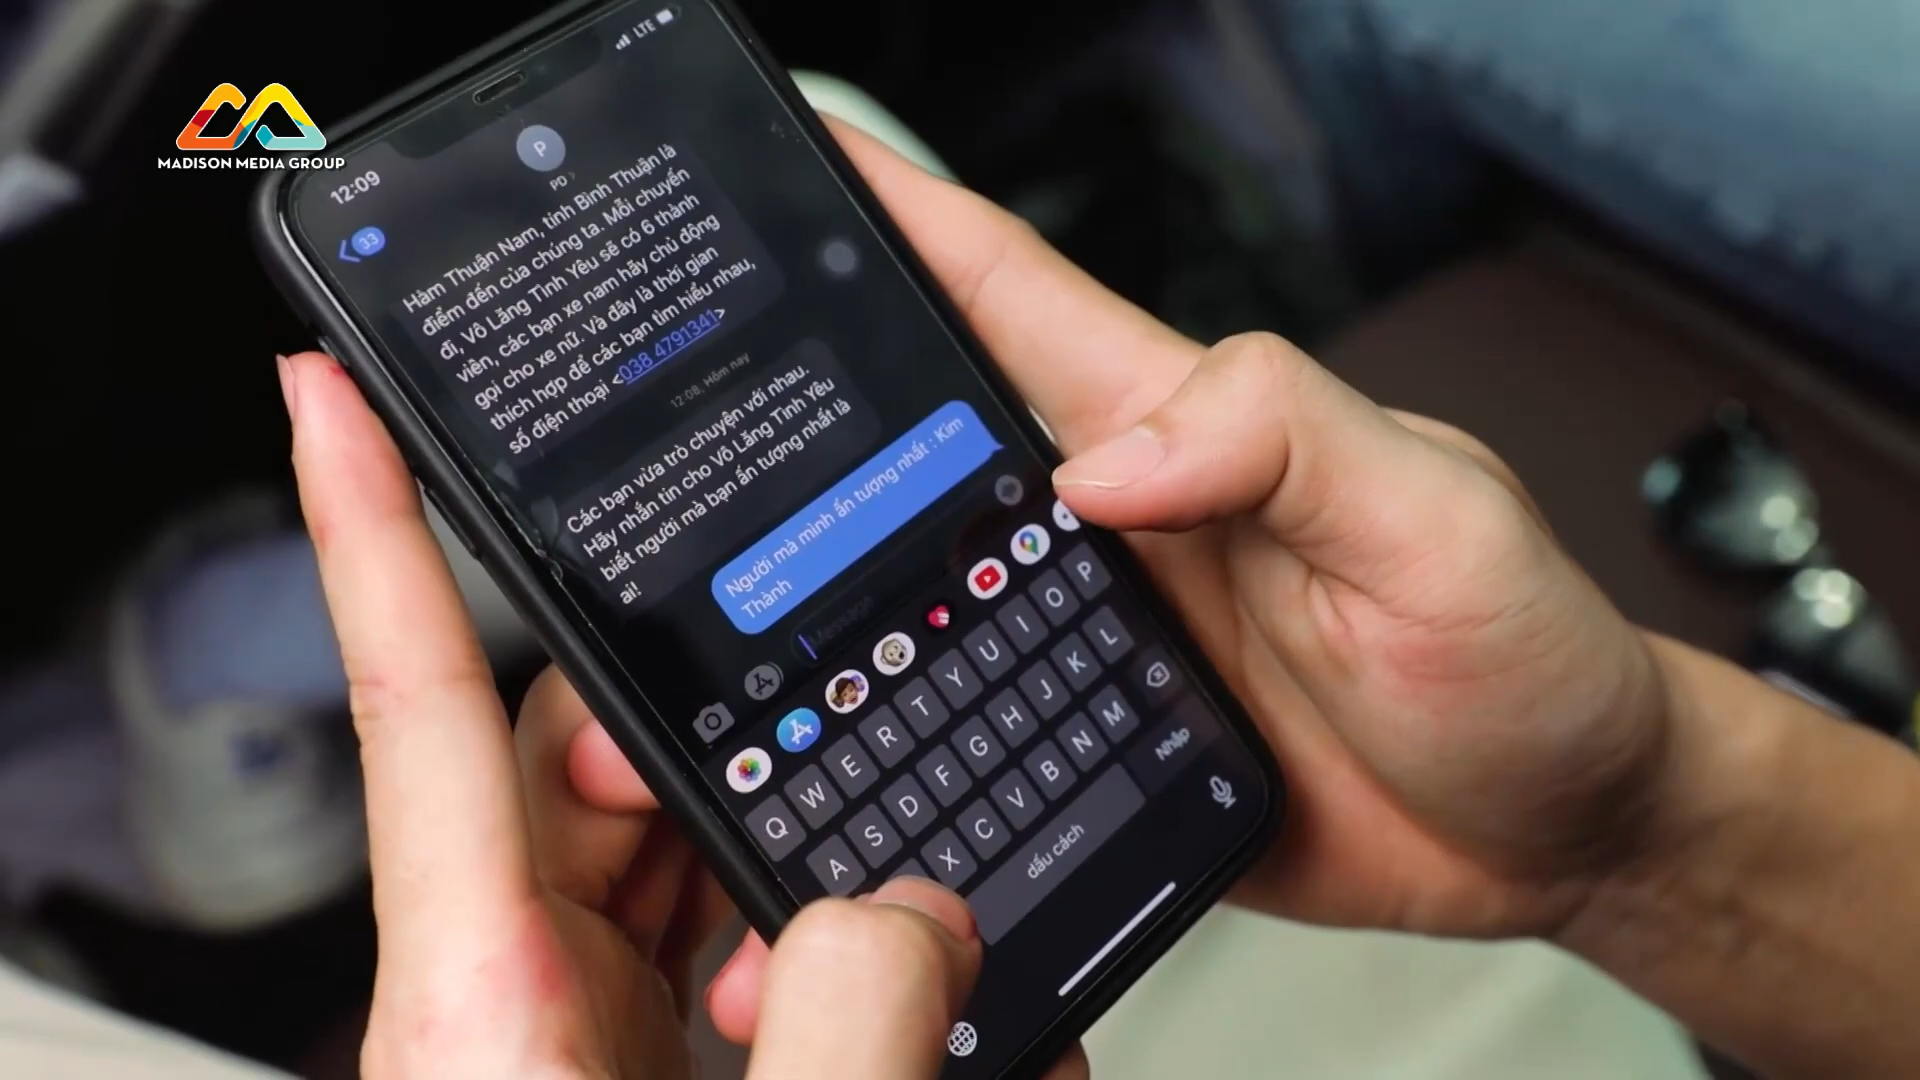 MADISON MEDIA GROUP
12:09
LTE
33
P
PD
Hàm Thuận Nam, tỉnh Bình Thuận là
điểm đến của chúng ta. Mỗi chuyến
đi, Vô Lăng Tình Yêu sẽ có 6 thành
viên, các bạn xe nam hãy chủ động
gọi cho xe nữ. Và đây là thời gian
thích hợp để các bạn tìm hiểu nhau,
số điện thoại <038 4791341>
12:08, Hôm nay
Các bạn vừa trò chuyện với nhau.
Hãy nhắn tin cho Vô Lăng Tình Yêu
biết người mà bạn ấn tượng nhất là
ai!
Người mà mình ấn tượng nhất : Kim
Thành
iMessage
Q W E R T Y U I O P
A S D F G H J K L
X C V B N M
dấu cách
Nhập